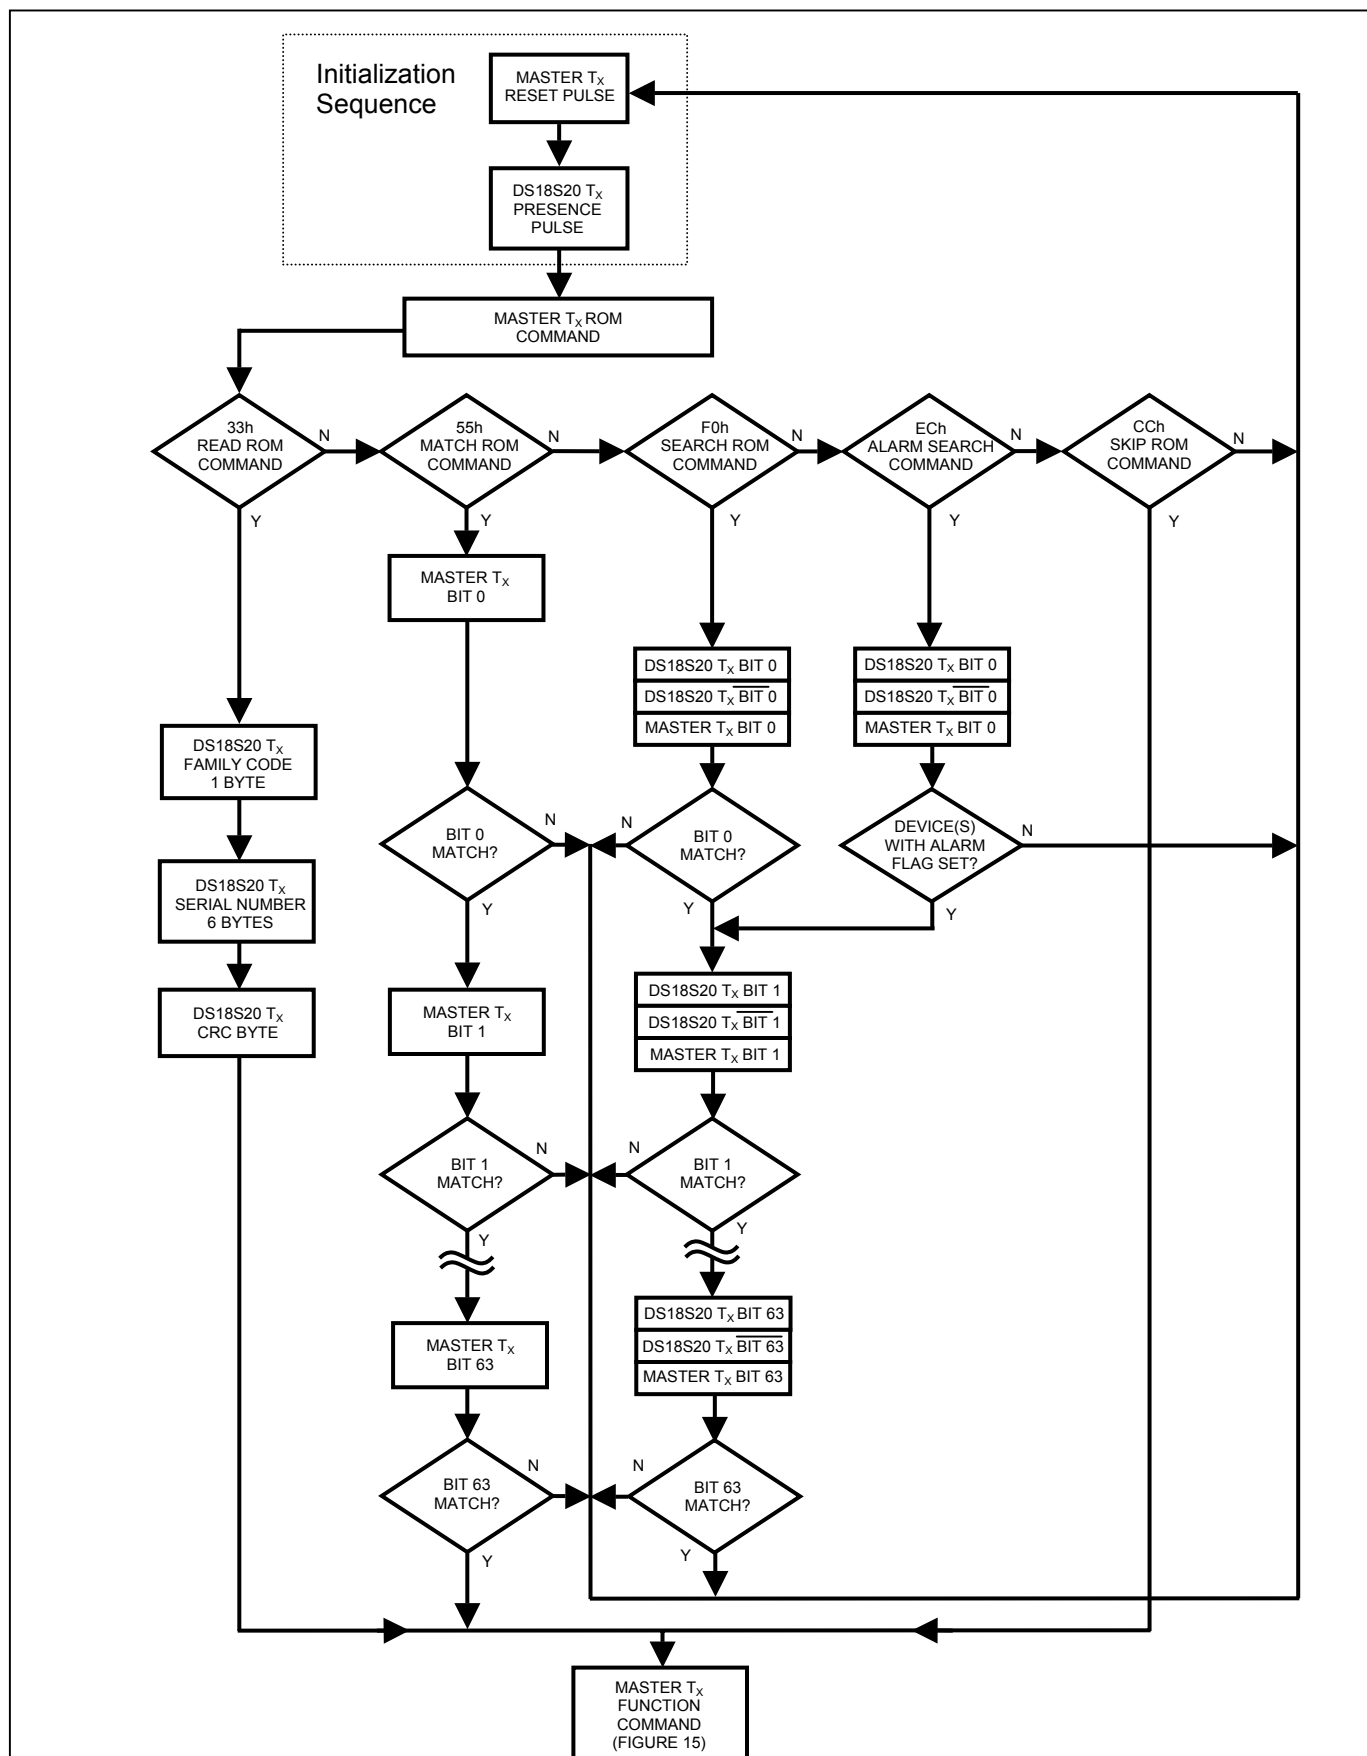 Initialization
Sequence
MASTER TX
RESET PULSE
DS18S20 TX
PRESENCE
PULSE
MASTER TX ROM
COMMAND
33h
READ ROM
COMMAND
N
Y
55h
MATCH ROM
COMMAND
N
Y
F0h
SEARCH ROM
COMMAND
N
Y
ECh
ALARM SEARCH
COMMAND
N
Y
CCh
SKIP ROM
COMMAND
N
Y
MASTER TX
BIT 0
DS18S20 TX BIT 0
DS18S20 TX BIT 0
MASTER TX BIT 0
DS18S20 TX BIT 0
DS18S20 TX BIT 0
MASTER TX BIT 0
DS18S20 TX
FAMILY CODE
1 BYTE
BIT 0
MATCH?
N
Y
BIT 0
MATCH?
N
Y
DEVICE(S)
WITH ALARM
FLAG SET?
N
Y
DS18S20 TX
SERIAL NUMBER
6 BYTES
DS18S20 TX
CRC BYTE
MASTER TX
BIT 1
DS18S20 TX BIT 1
DS18S20 TX BIT 1
MASTER TX BIT 1
BIT 1
MATCH?
N
Y
BIT 1
MATCH?
N
Y
MASTER TX
BIT 63
DS18S20 TX BIT 63
DS18S20 TX BIT 63
MASTER TX BIT 63
BIT 63
MATCH?
N
Y
BIT 63
MATCH?
N
Y
MASTER TX
FUNCTION
COMMAND
(FIGURE 15)